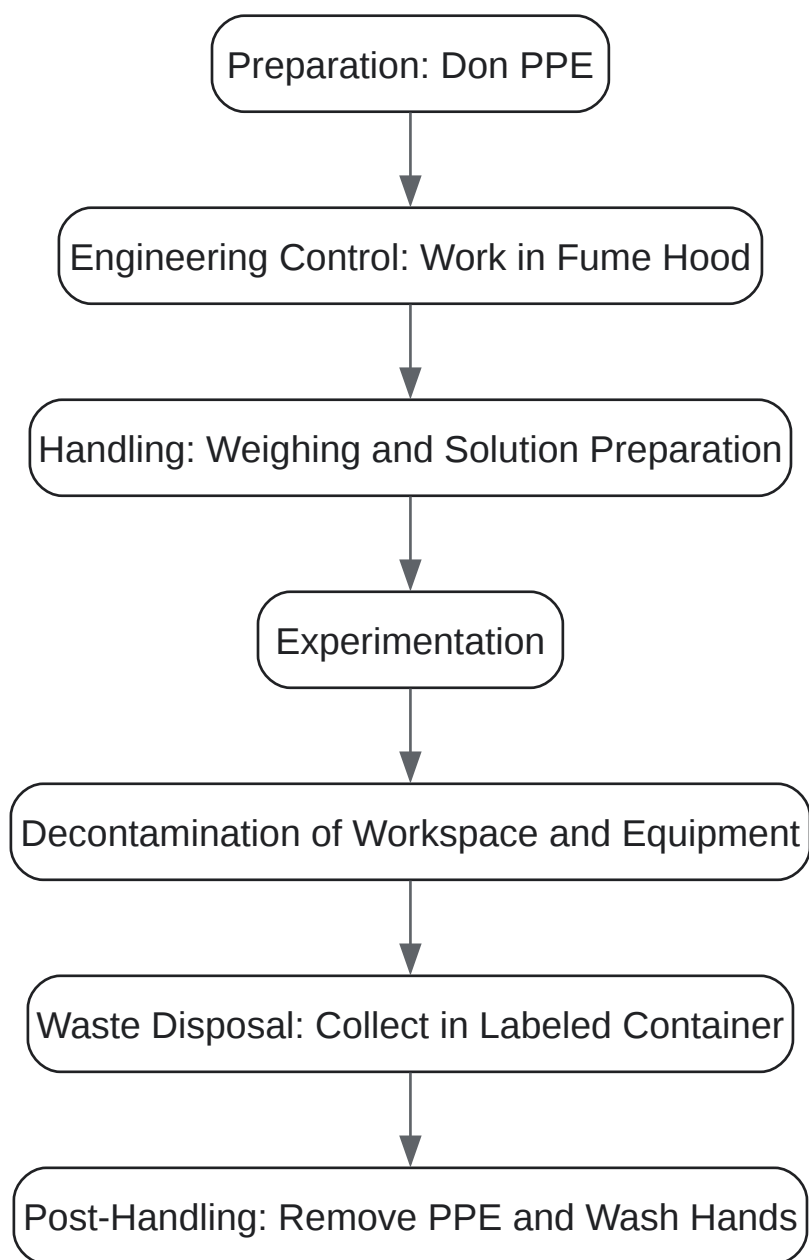 Preparation: Don PPE
Engineering Control: Work in Fume Hood
Handling: Weighing and Solution Preparation
Experimentation
Decontamination of Workspace and Equipment
Waste Disposal: Collect in Labeled Container
Post-Handling: Remove PPE and Wash Hands